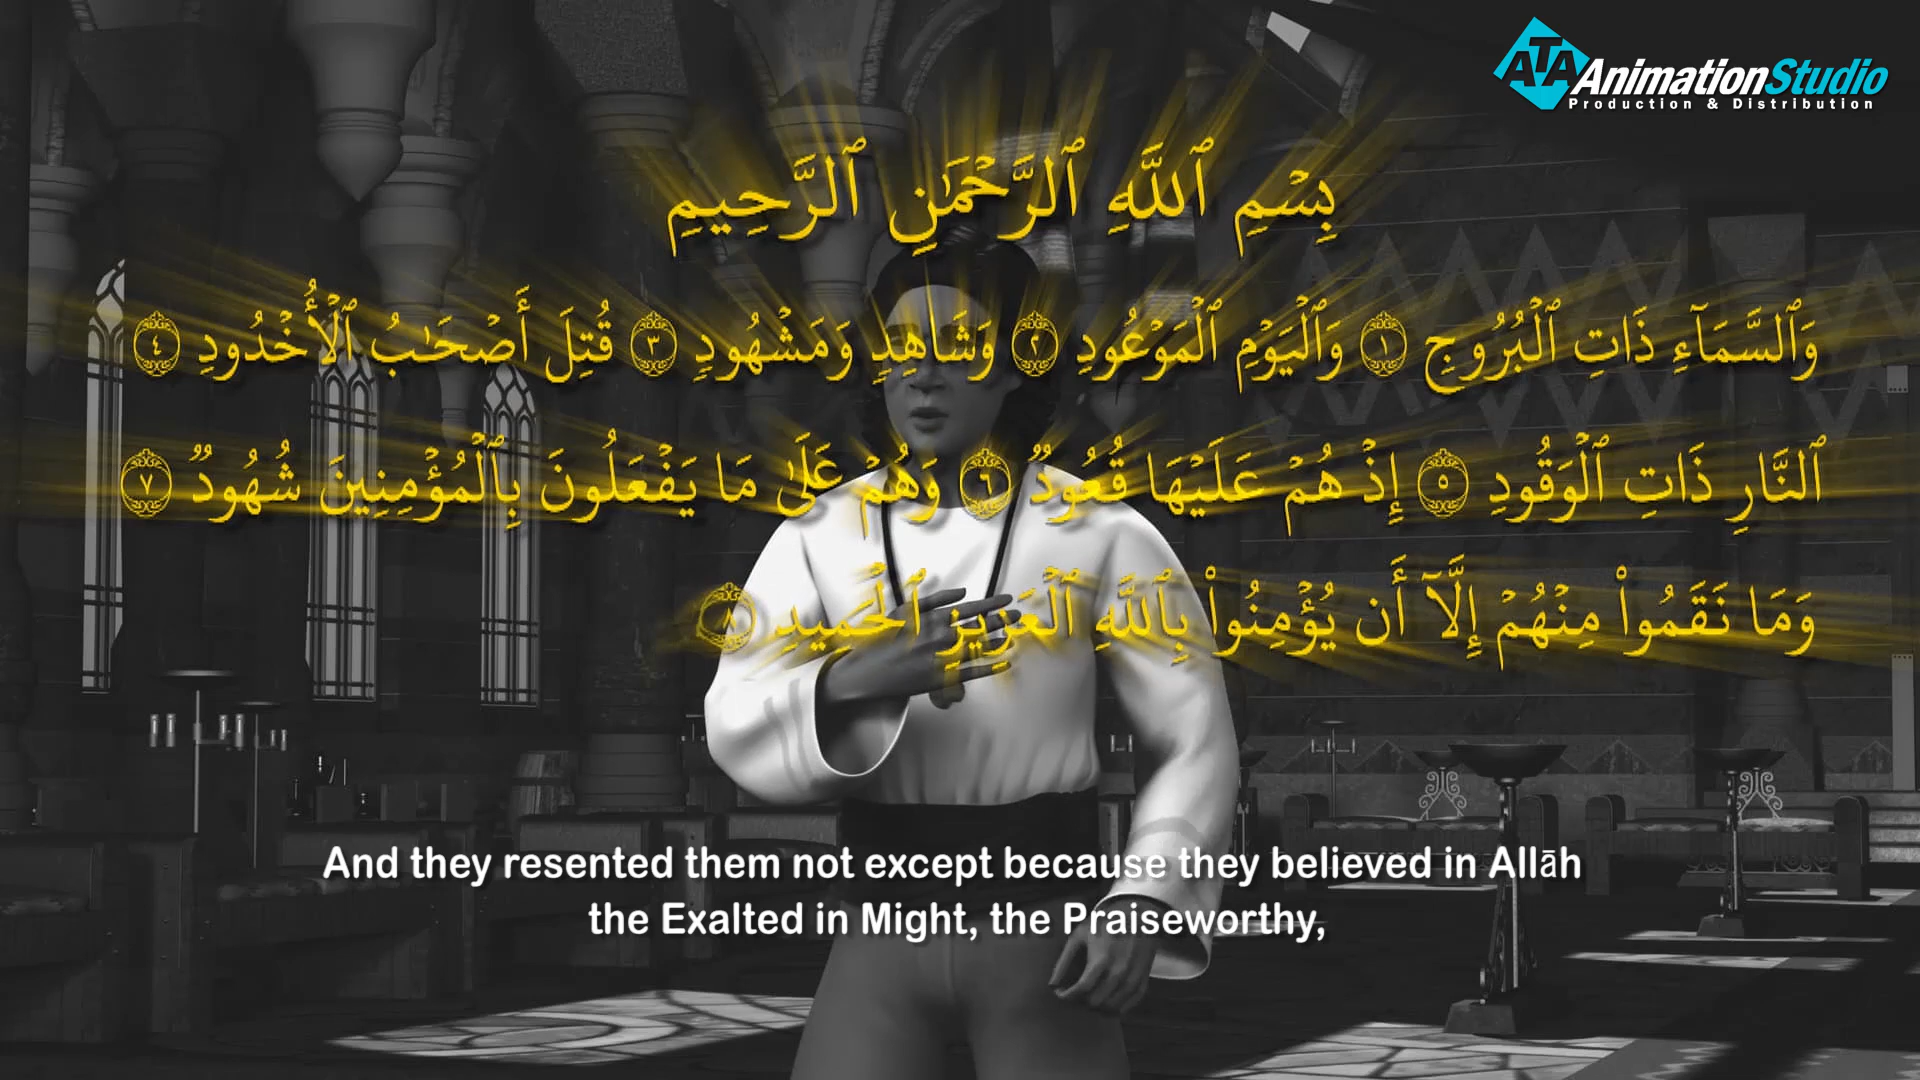 ATA AnimationStudio
Production & Distribution
بِسْمِ ٱللَّهِ ٱلرَّحْمَٰنِ ٱلرَّحِيمِ
وَٱلسَّمَآءِ ذَاتِ ٱلْبُرُوجِ ١ وَٱلْيَوْمِ ٱلْمَوْعُودِ ٢ وَشَاهِدٍ وَمَشْهُودٍ ٣ قُتِلَ أَصْحَٰبُ ٱلْأُخْدُودِ ٤
ٱلنَّارِ ذَاتِ ٱلْوَقُودِ ٥ إِذْ هُمْ عَلَيْهَا قُعُودٌ ٦ وَهُمْ عَلَىٰ مَا يَفْعَلُونَ بِٱلْمُؤْمِنِينَ شُهُودٌ ٧
وَمَا نَقَمُوا۟ مِنْهُمْ إِلَّآ أَن يُؤْمِنُوا۟ بِٱللَّهِ ٱلْعَزِيزِ ٱلْحَمِيدِ ٨
And they resented them not except because they believed in Allāh
the Exalted in Might, the Praiseworthy,